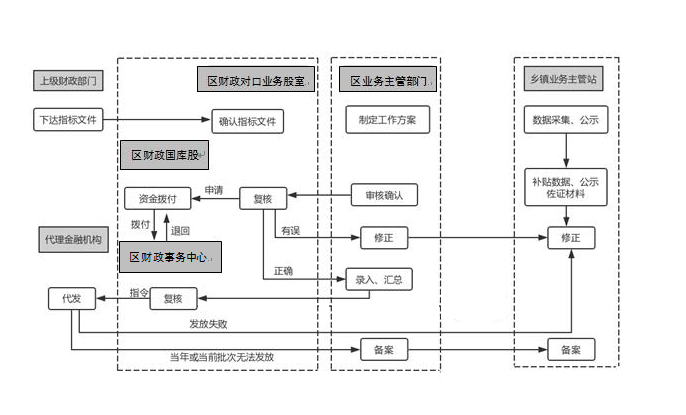 上级财政部门
区财政对口业务股室
区业务主管部门
乡镇业务主管站
下达指标文件
确认指标文件
制定工作方案
数据采集、公示
区财政国库股
补贴数据、公示
佐证材料
资金拨付
申请
复核
审核确认
拨付
退回
有误
修正
修正
代理金融机构
区财政事务中心
正确
录入、汇总
代发
指令
复核
发放失败
当年或当前批次无法发放
备案
备案